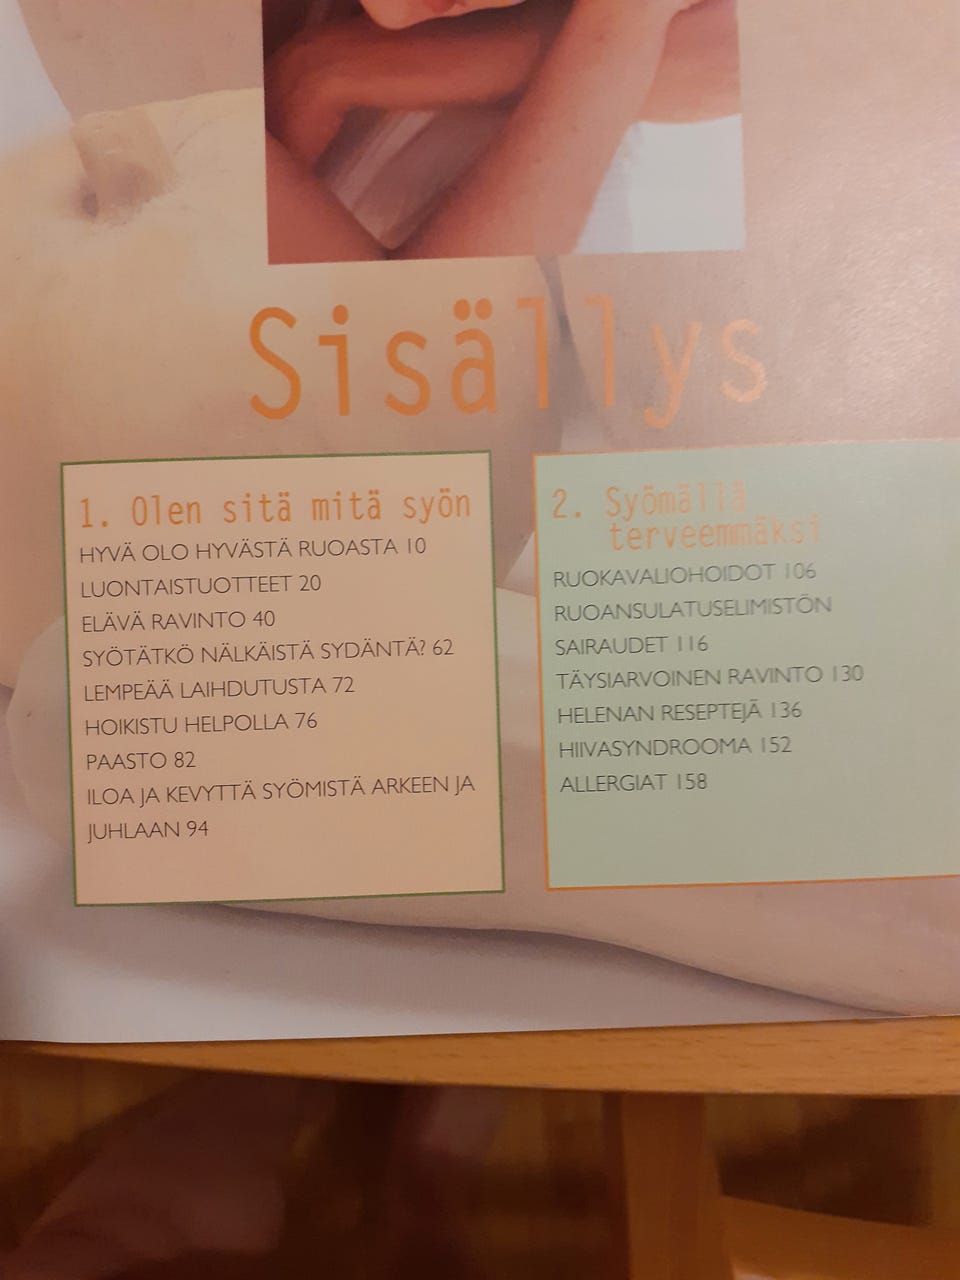 Sisällys
1. Olen sitä mitä syön
HYVÄ OLO HYVÄSTÄ RUOASTA 10
LUONTAISTUOTTEET 20
ELÄVÄ RAVINTO 40
SYÖTÄTKÖ NÄLKÄISTÄ SYDÄNTÄ? 62
LEMPEÄÄ LAIHDUTUSTA 72
HOIKISTU HELPOLLA 76
PAASTO 82
ILOA JA KEVYTTÄ SYÖMISTÄ ARKEEN JA
JUHLAAN 94
2. Syömällä
terveemmäksi
RUOKAVALIOHOIDOT 106
RUOANSULATUSELIMISTÖN
SAIRAUDET 116
TÄYSIARVOINEN RAVINTO 130
HELENAN RESEPTEJÄ 136
HIIVASYNDROOMA 152
ALLERGIAT 158